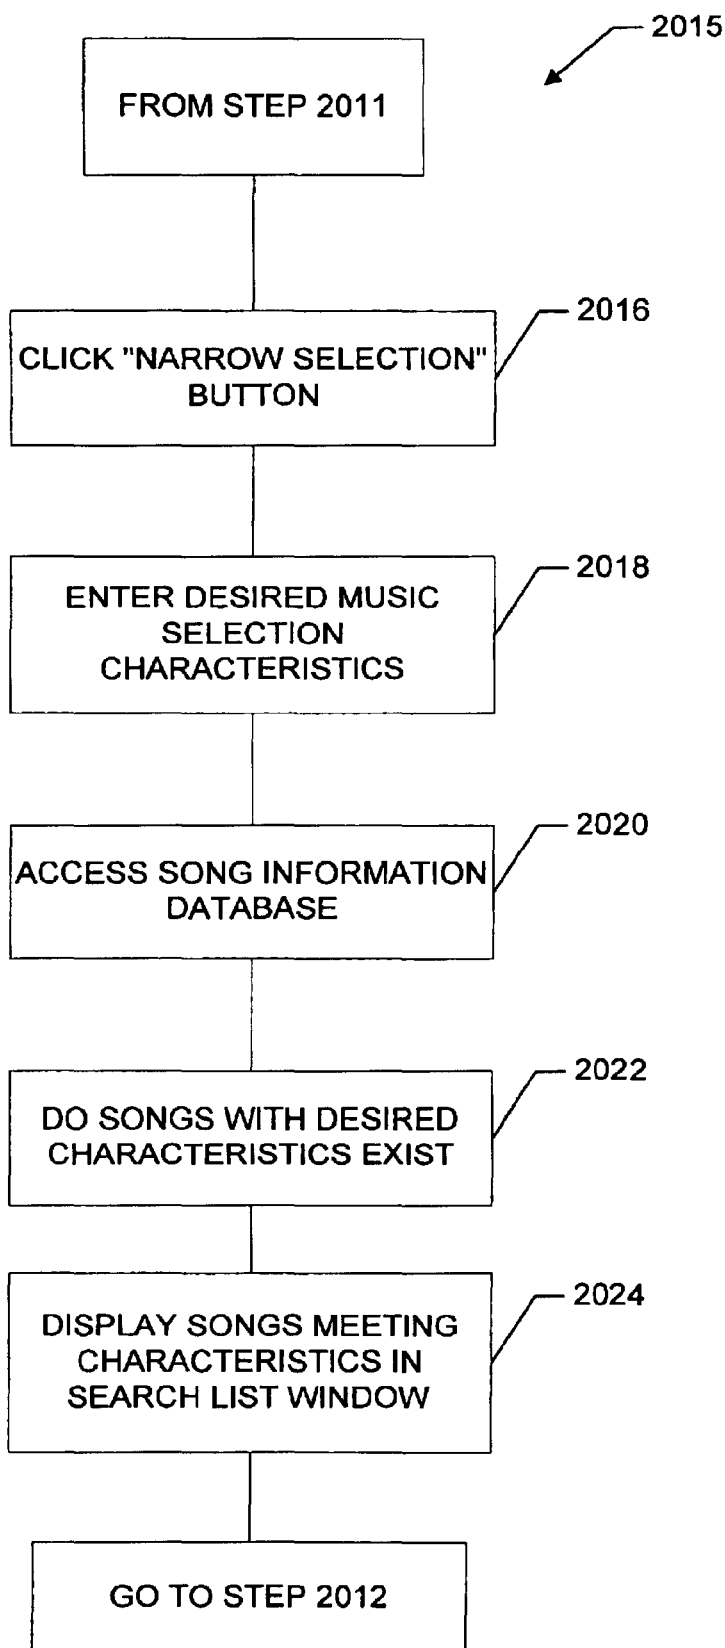 2015
FROM STEP 2011
2016
CLICK "NARROW SELECTION"
BUTTON
2018
ENTER DESIRED MUSIC
SELECTION
CHARACTERISTICS
2020
ACCESS SONG INFORMATION
DATABASE
2022
DO SONGS WITH DESIRED
CHARACTERISTICS EXIST
2024
DISPLAY SONGS MEETING
CHARACTERISTICS IN
SEARCH LIST WINDOW
GO TO STEP 2012